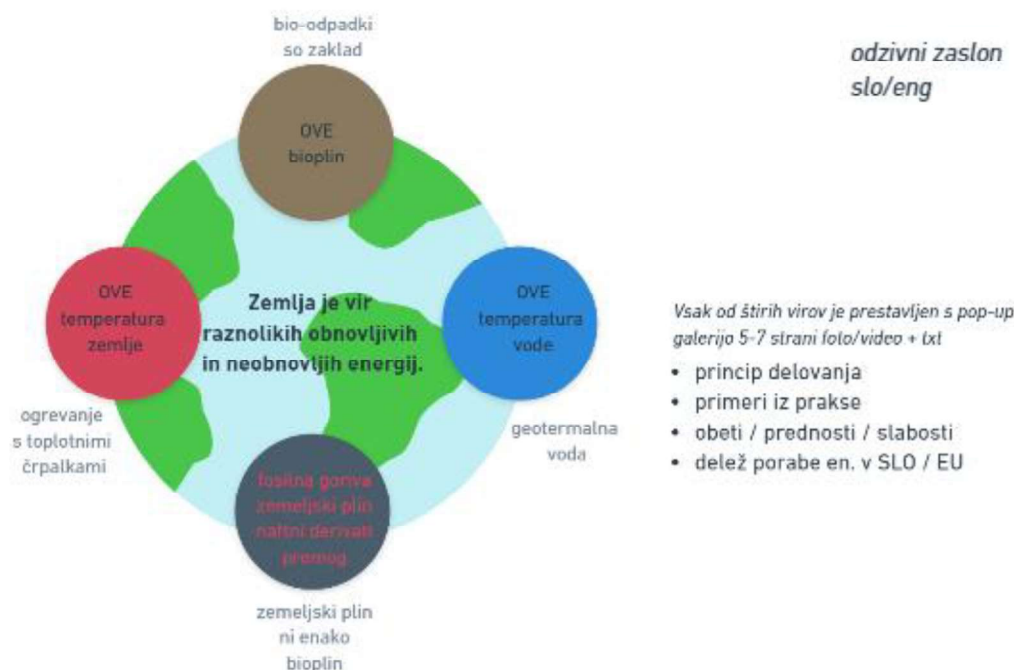 bio-odpadki
so zaklad
odzivni zaslon
slo/eng
OVE
bioplin
OVE
temperatura
zemlje
Zemlja je vir
raznolikih obnovljivih
in neobnovljih energij.
OVE
temperatura
vode
Vsak od štirih virov je prestavljen s pop-up
galerijo 5-7 strani foto/video + txt
• princip delovanja
• primeri iz prakse
• obeti / prednosti / slabosti
• delež porabe en. v SLO / EU
ogrevanje
s toplotnimi
črpalkami
geotermalna
voda
fosilna goriva
zemeljski plin
naftni derivati
premog
zemeljski plin
ni enako
bioplin